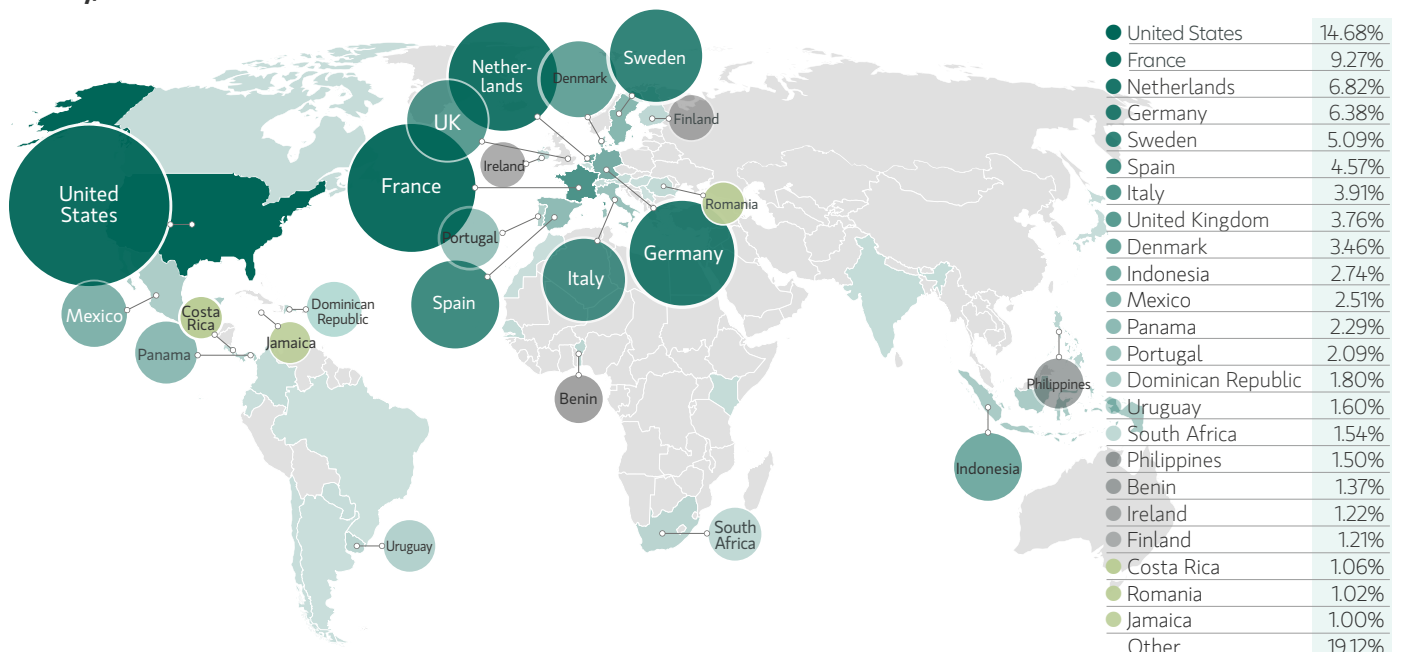 Sweden
Nether-
lands
Denmark
UK
Finland
Ireland
France
United
States
Romania
Portugal
Germany
Italy
Spain
Mexico
Costa
Rica
Dominican
Republic
Jamaica
Panama
Benin
Philippines
Indonesia
South
Africa
Uruguay
United States 14.68%
France 9.27%
Netherlands 6.82%
Germany 6.38%
Sweden 5.09%
Spain 4.57%
Italy 3.91%
United Kingdom 3.76%
Denmark 3.46%
Indonesia 2.74%
Mexico 2.51%
Panama 2.29%
Portugal 2.09%
Dominican Republic 1.80%
Uruguay 1.60%
South Africa 1.54%
Philippines 1.50%
Benin 1.37%
Ireland 1.22%
Finland 1.21%
Costa Rica 1.06%
Romania 1.02%
Jamaica 1.00%
Other 19.12%